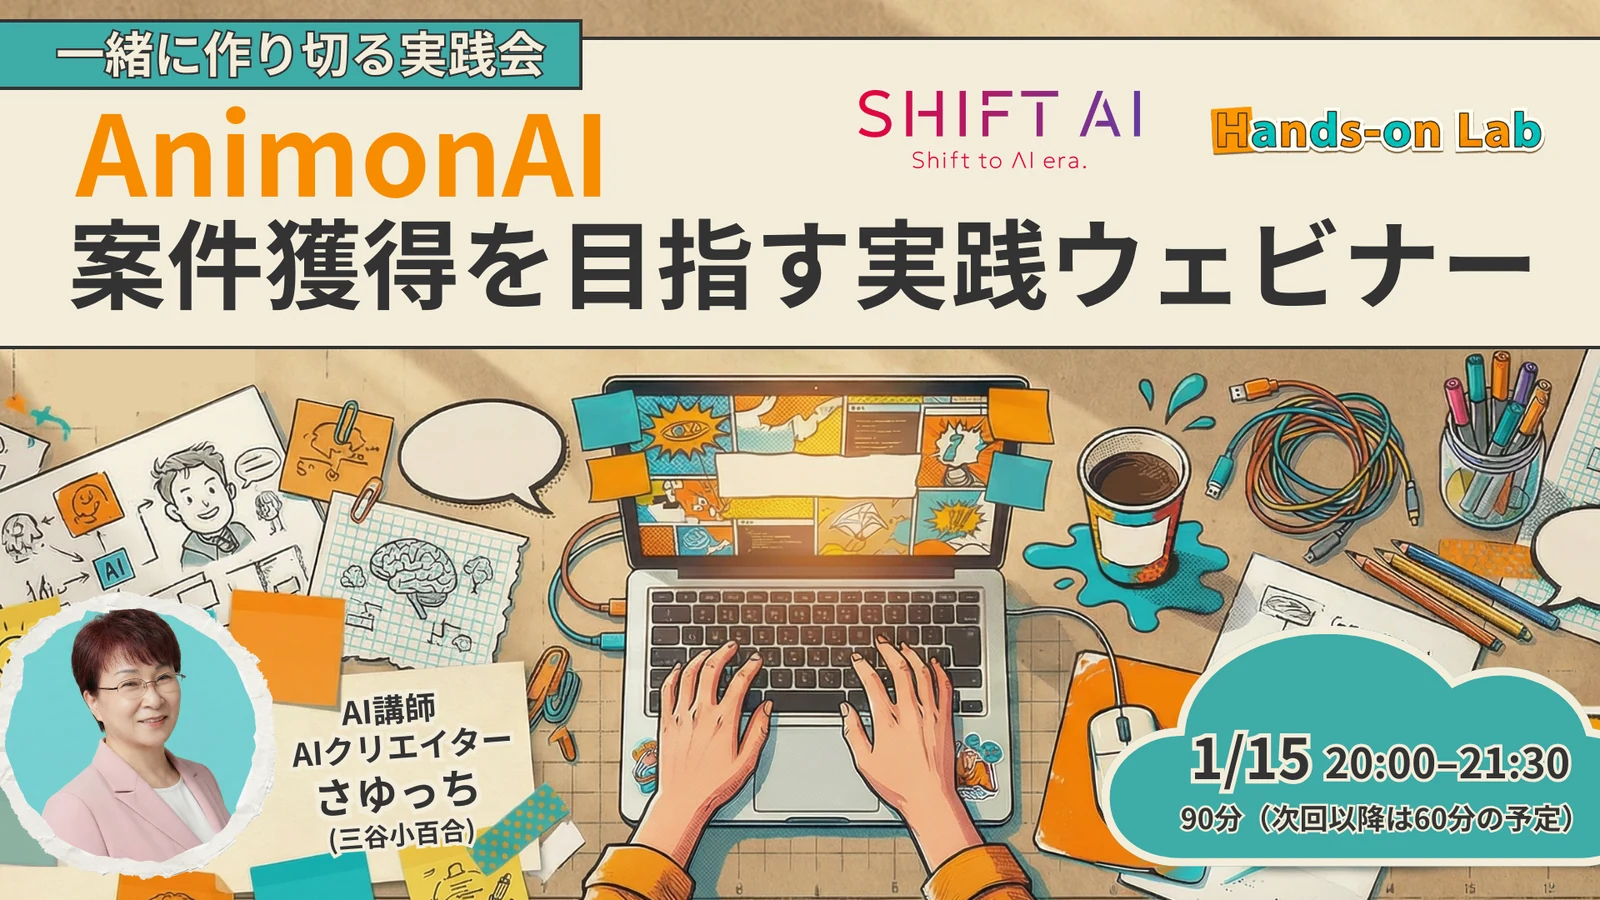 一緒に作り切る実践会
AnimonAI
SHIFT AI
Shift to AI era.
Hands-on Lab
案件獲得を目指す実践ウェビナー
AI
AI講師
AIクリエイター
さゆっち
(三谷小百合)
1/15 20:00–21:30
90分（次回以降は60分の予定）